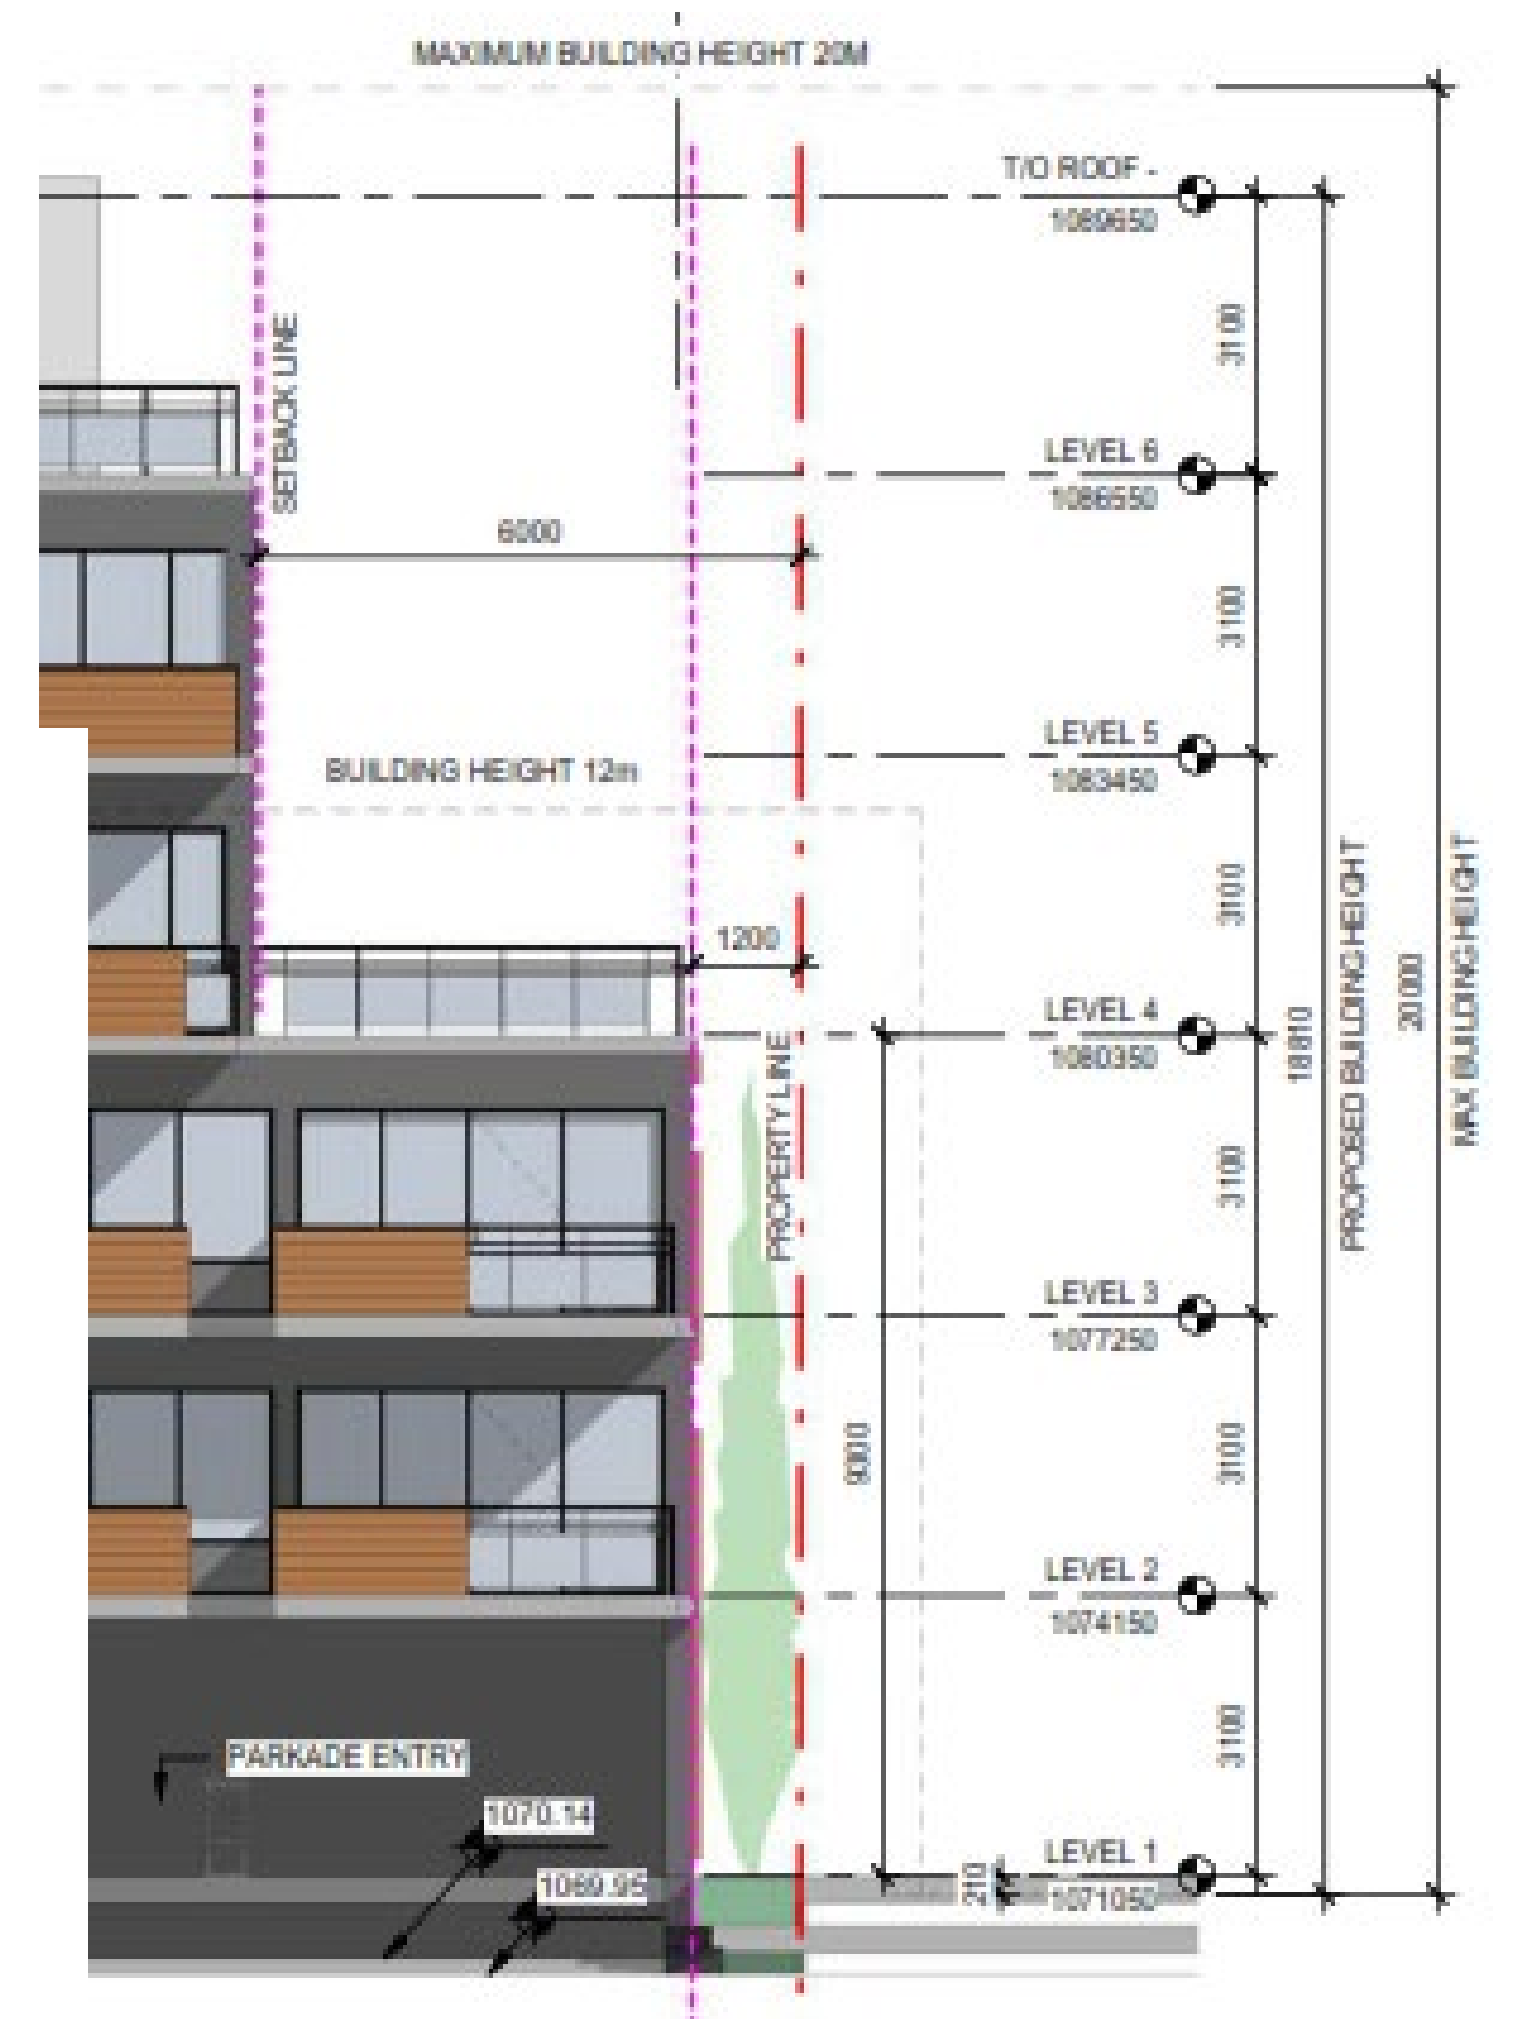 MAXIMUM BUILDING HEIGHT 20M
T/O ROOF -
1089650
3100
SETBACK LINE
LEVEL 6
1086550
6000
3100
LEVEL 5
1083450
BUILDING HEIGHT 12m
3100
1200
LEVEL 4
1080350
PROPERTY LINE
18810
PROPOSED BUILDING HEIGHT
20000
MAX BUILDING HEIGHT
3100
LEVEL 3
1077250
9300
3100
LEVEL 2
1074150
3100
PARKADE ENTRY
1070.14
1069.95
LEVEL 1
1071050
210